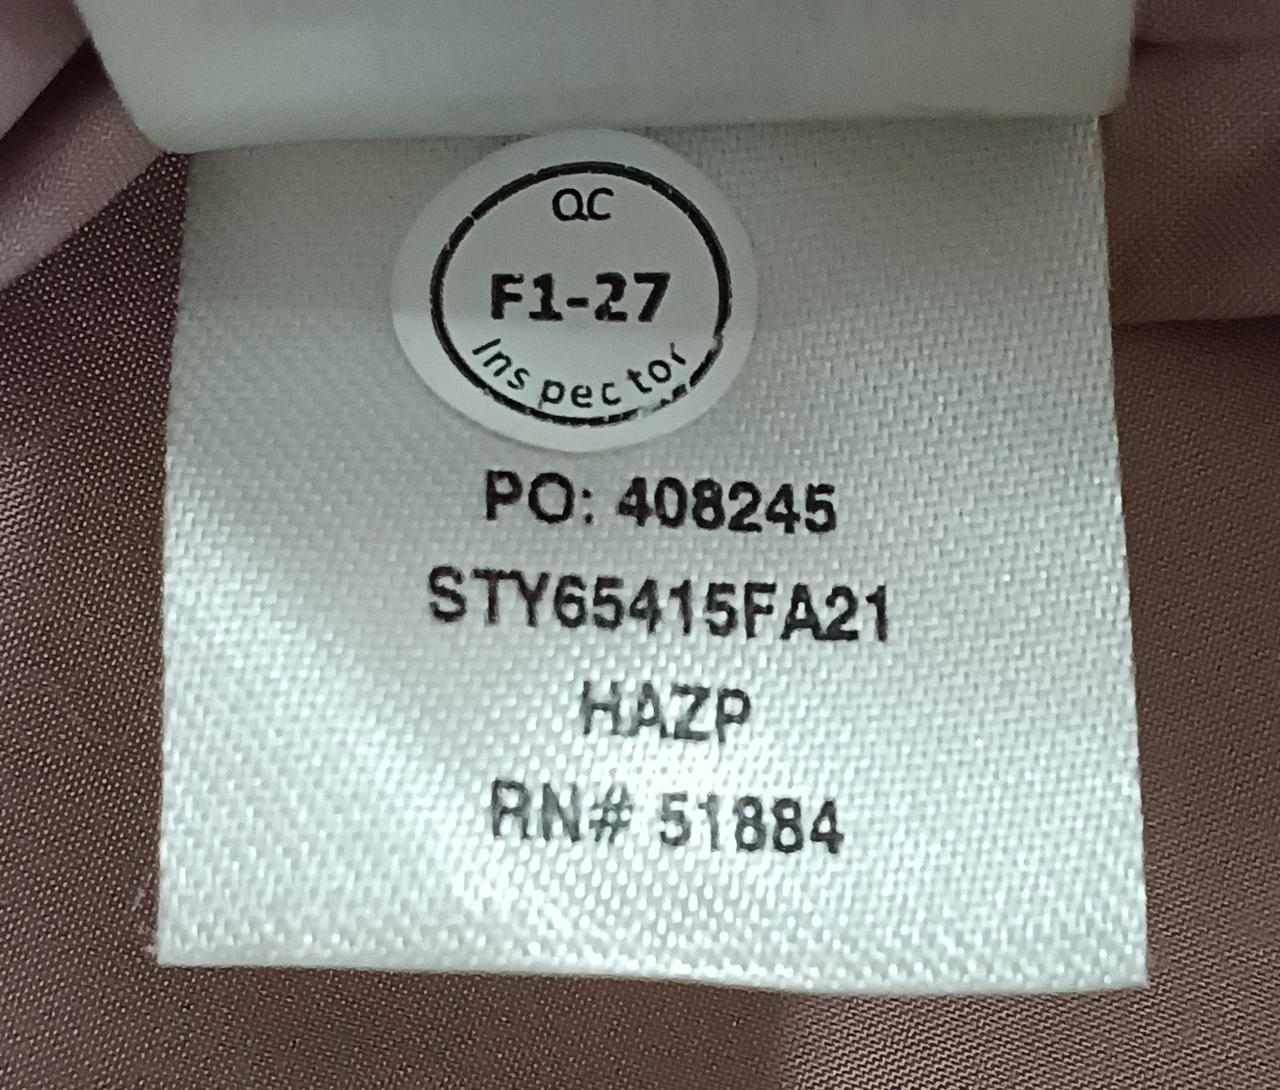 QC
F1-27
Inspector
PO: 408245
STY65415FA21
HAZP
RN# 51884